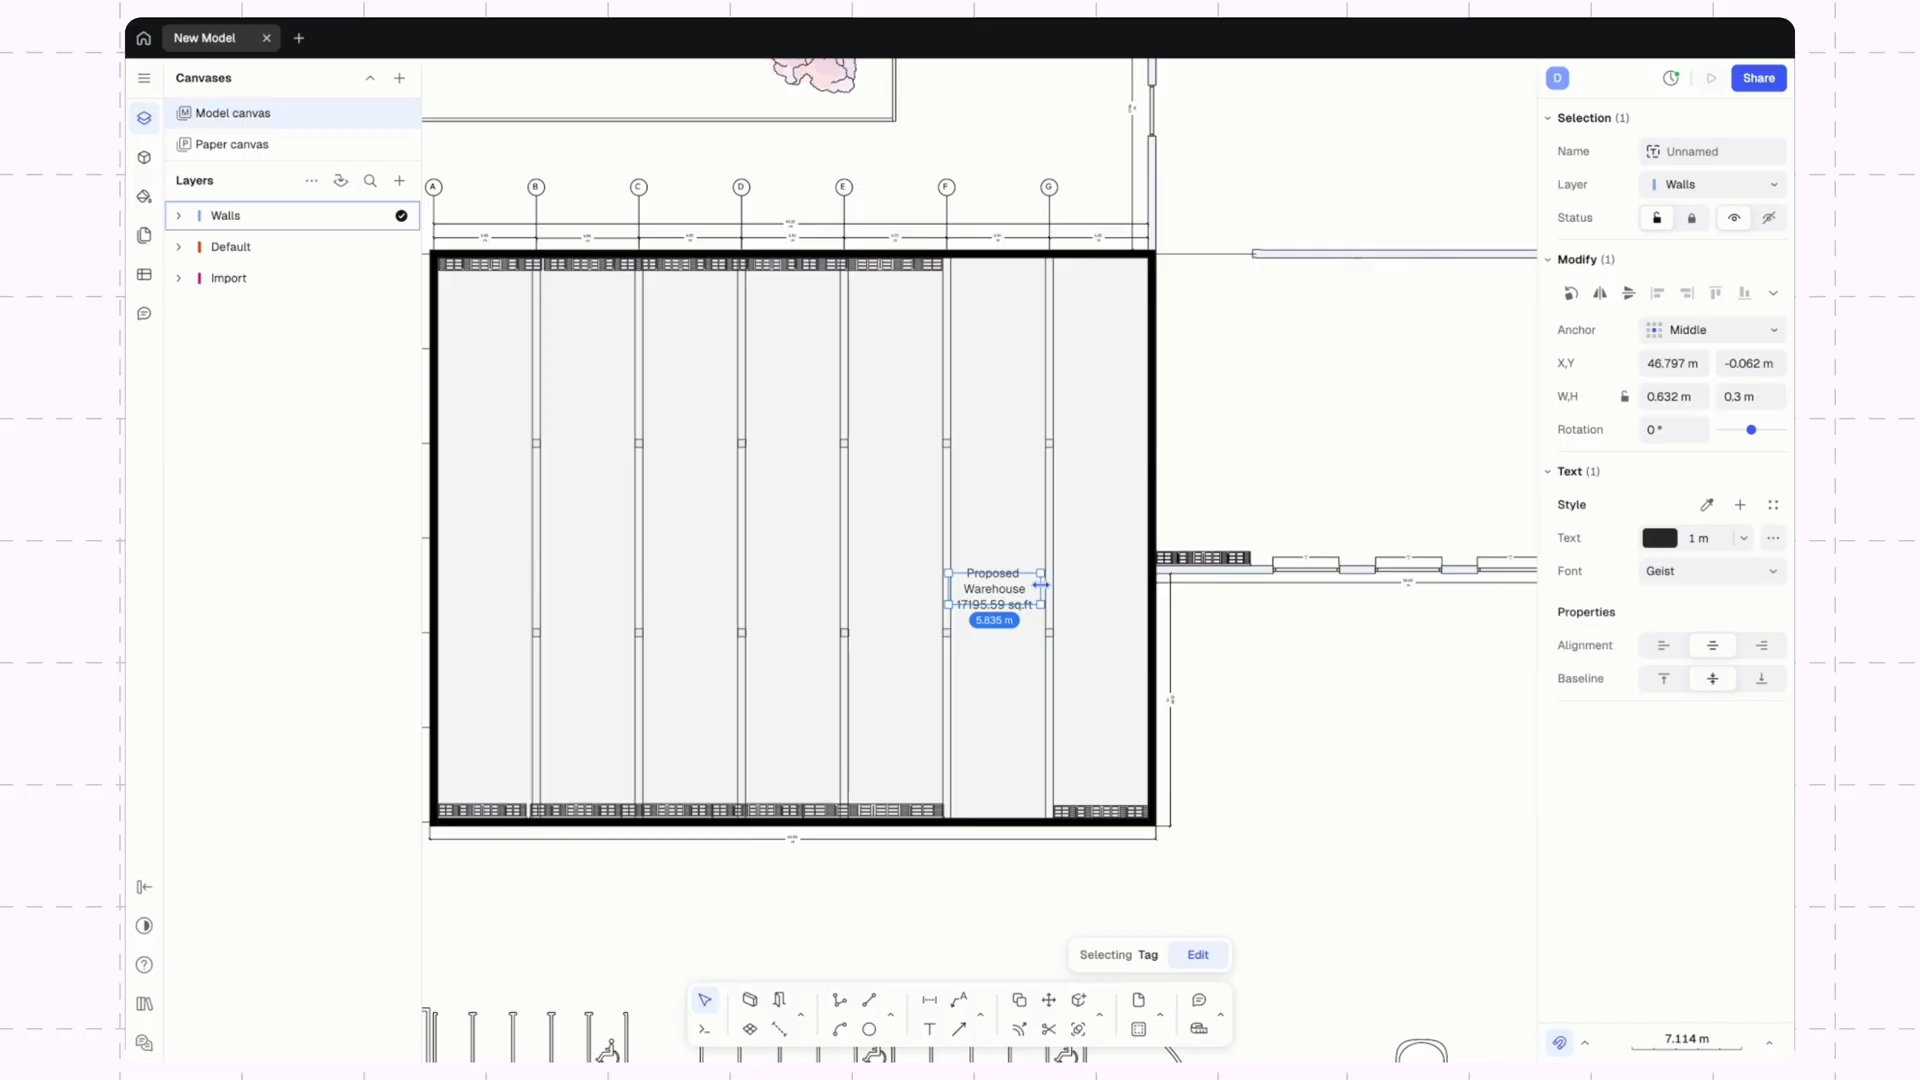 New Model
Canvases
Model canvas
Paper canvas
Layers
Walls
Default
Import
A
B
C
D
E
F
G
Proposed
Warehouse
17195.59 sq.ft
5.835 m
Selecting Tag
Edit
D
Share
Selection (1)
Name
Unnamed
Layer
Walls
Status
Modify (1)
Anchor
Middle
X,Y
46.797 m
-0.062 m
W,H
0.632 m
0.3 m
Rotation
0 °
Text (1)
Style
Text
1 m
Font
Geist
Properties
Alignment
Baseline
7.114 m